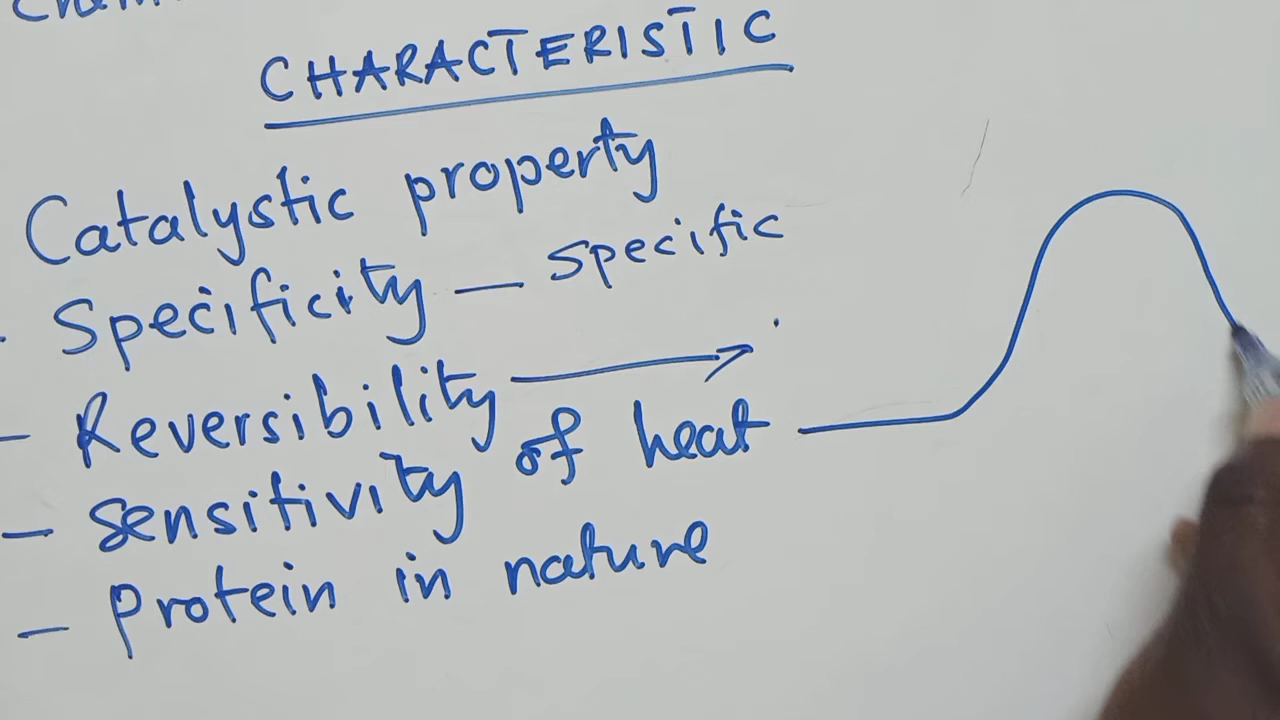 CHARACTERISTIC
Catalystic property
- Specificity — specific
- Reversibility →
- Sensitivity of heat
- Protein in nature